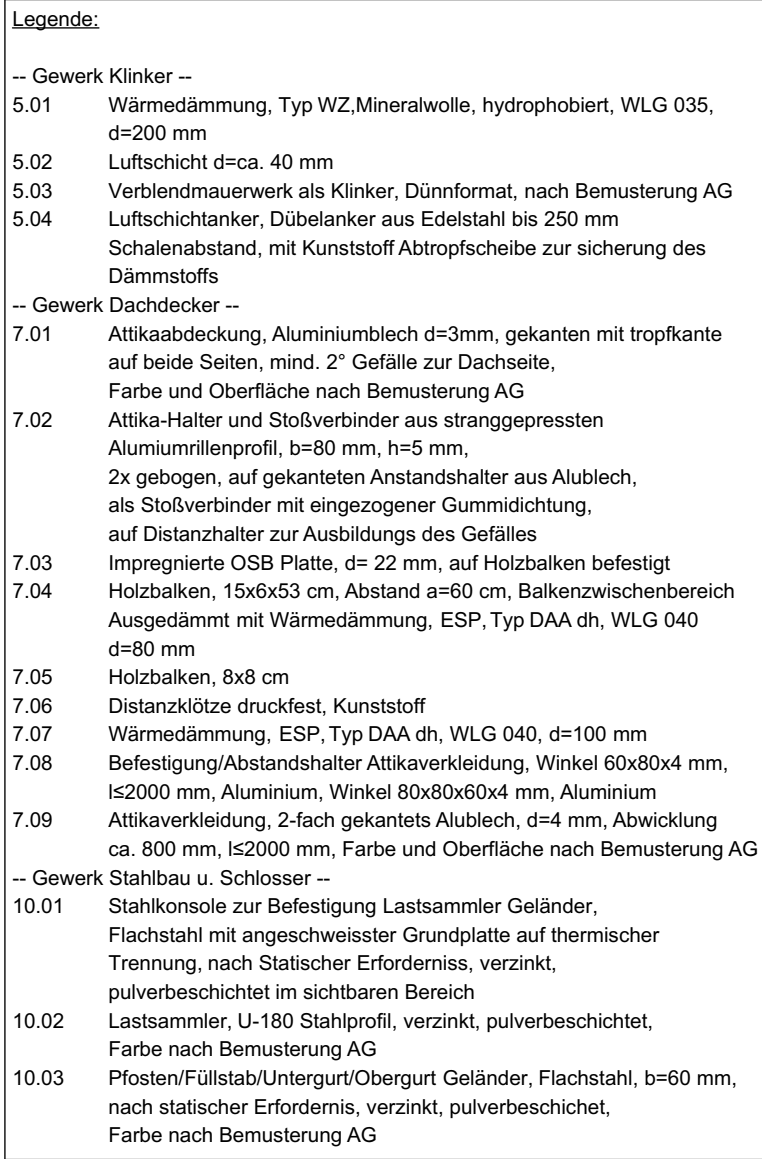 Legende:
-- Gewerk Klinker --
5.01 Wärmedämmung, Typ WZ,Mineralwolle, hydrophobiert, WLG 035,
d=200 mm
5.02 Luftschicht d=ca. 40 mm
5.03 Verblendmauerwerk als Klinker, Dünnformat, nach Bemusterung AG
5.04 Luftschichtanker, Dübelanker aus Edelstahl bis 250 mm
Schalenabstand, mit Kunststoff Abtropfscheibe zur sicherung des
Dämmstoffs
-- Gewerk Dachdecker --
7.01 Attikaabdeckung, Aluminiumblech d=3mm, gekanten mit tropfkante
auf beide Seiten, mind. 2° Gefälle zur Dachseite,
Farbe und Oberfläche nach Bemusterung AG
7.02 Attika-Halter und Stoßverbinder aus stranggepressten
Alumiumrillenprofil, b=80 mm, h=5 mm,
2x gebogen, auf gekanteten Anstandshalter aus Alublech,
als Stoßverbinder mit eingezogener Gummidichtung,
auf Distanzhalter zur Ausbildungs des Gefälles
7.03 Impregnierte OSB Platte, d= 22 mm, auf Holzbalken befestigt
7.04 Holzbalken, 15x6x53 cm, Abstand a=60 cm, Balkenzwischenbereich
Ausgedämmt mit Wärmedämmung, ESP, Typ DAA dh, WLG 040
d=80 mm
7.05 Holzbalken, 8x8 cm
7.06 Distanzklötze druckfest, Kunststoff
7.07 Wärmedämmung, ESP, Typ DAA dh, WLG 040, d=100 mm
7.08 Befestigung/Abstandshalter Attikaverkleidung, Winkel 60x80x4 mm,
l≤2000 mm, Aluminium, Winkel 80x80x60x4 mm, Aluminium
7.09 Attikaverkleidung, 2-fach gekantets Alublech, d=4 mm, Abwicklung
ca. 800 mm, l≤2000 mm, Farbe und Oberfläche nach Bemusterung AG
-- Gewerk Stahlbau u. Schlosser --
10.01 Stahlkonsole zur Befestigung Lastsammler Geländer,
Flachstahl mit angeschweisster Grundplatte auf thermischer
Trennung, nach Statischer Erforderniss, verzinkt,
pulverbeschichtet im sichtbaren Bereich
10.02 Lastsammler, U-180 Stahlprofil, verzinkt, pulverbeschichtet,
Farbe nach Bemusterung AG
10.03 Pfosten/Füllstab/Untergurt/Obergurt Geländer, Flachstahl, b=60 mm,
nach statischer Erfordernis, verzinkt, pulverbeschichet,
Farbe nach Bemusterung AG